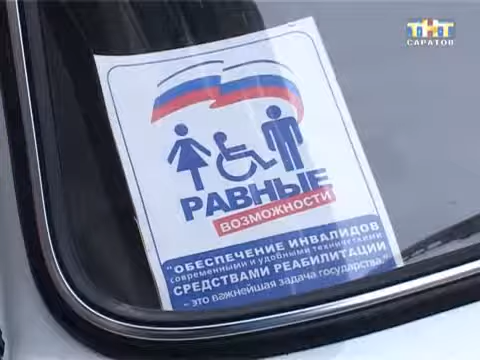 ТНТ
САРАТОВ
РАВНЫЕ
ВОЗМОЖНОСТИ
"ОБЕСПЕЧЕНИЕ ИНВАЛИДОВ
современными и удобными техническими
СРЕДСТВАМИ РЕАБИЛИТАЦИИ
- это важнейшая задача государства."